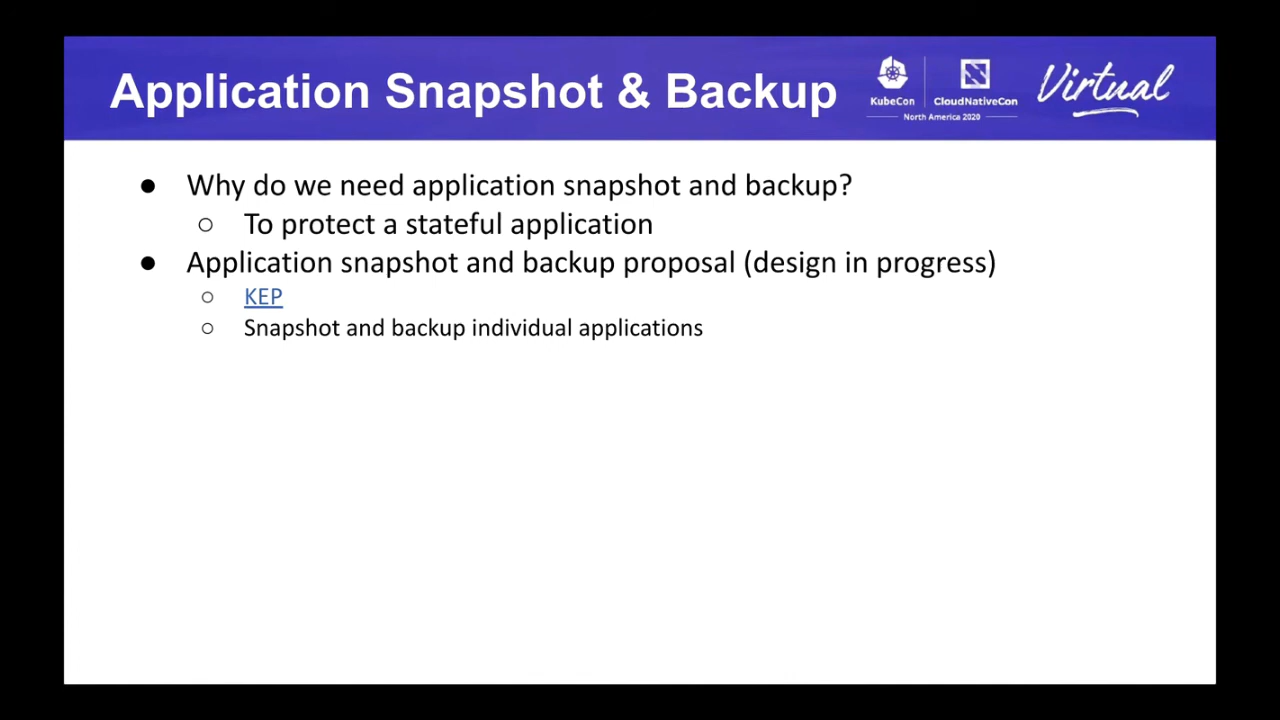 Application Snapshot & Backup
KubeCon
CloudNativeCon
North America 2020
Virtual
● Why do we need application snapshot and backup?
○ To protect a stateful application
● Application snapshot and backup proposal (design in progress)
○ KEP
○ Snapshot and backup individual applications